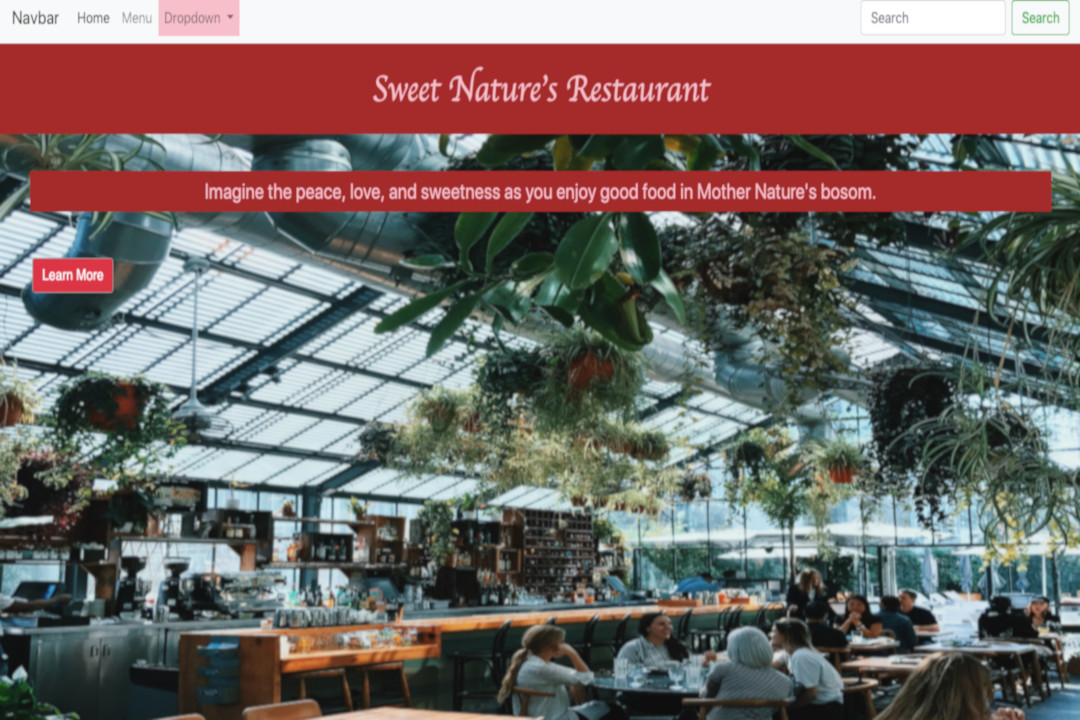 Navbar Home Menu Dropdown Search Search
Sweet Nature's Restaurant
Imagine the peace, love, and sweetness as you enjoy good food in Mother Nature's bosom.
Learn More